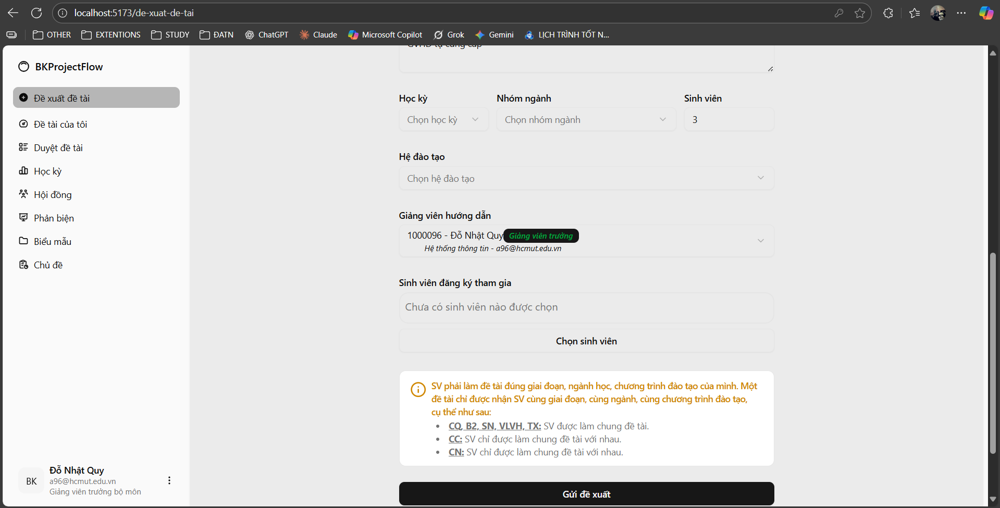 localhost:5173/de-xuat-de-tai
OTHER
EXTENTIONS
STUDY
ĐATN
ChatGPT
Claude
Microsoft Copilot
Grok
Gemini
LỊCH TRÌNH TỐT N...
BKProjectFlow
Đề xuất đề tài
Đề tài của tôi
Duyệt đề tài
Học kỳ
Hội đồng
Phản biện
Biểu mẫu
Chủ đề
BK
Đỗ Nhật Quy
a96@hcmut.edu.vn
Giảng viên trưởng bộ môn
GVHD tự cung cấp
Học kỳ
Nhóm ngành
Sinh viên
Chọn học kỳ
Chọn nhóm ngành
3
Hệ đào tạo
Chọn hệ đào tạo
Giảng viên hướng dẫn
1000096 - Đỗ Nhật Quy Giảng viên trưởng
Hệ thống thông tin - a96@hcmut.edu.vn
Sinh viên đăng ký tham gia
Chưa có sinh viên nào được chọn
Chọn sinh viên
SV phải làm đề tài đúng giai đoạn, ngành học, chương trình đào tạo của mình. Một
đề tài chỉ được nhận SV cùng giai đoạn, cùng ngành, cùng chương trình đào tạo,
cụ thể như sau:
CQ, B2, SN, VLVH, TX: SV được làm chung đề tài.
CC: SV chỉ được làm chung đề tài với nhau.
CN: SV chỉ được làm chung đề tài với nhau.
Gửi đề xuất